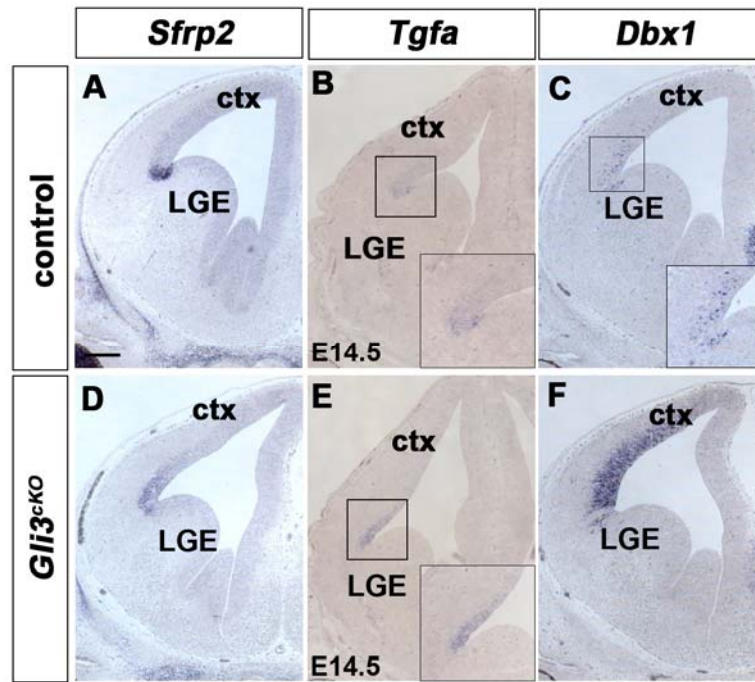 Sfrp2 Tgfa Dbx1
control
A ctx LGE
B ctx LGE E14.5
C ctx LGE
Gli3cKO
D ctx LGE
E ctx LGE E14.5
F ctx LGE